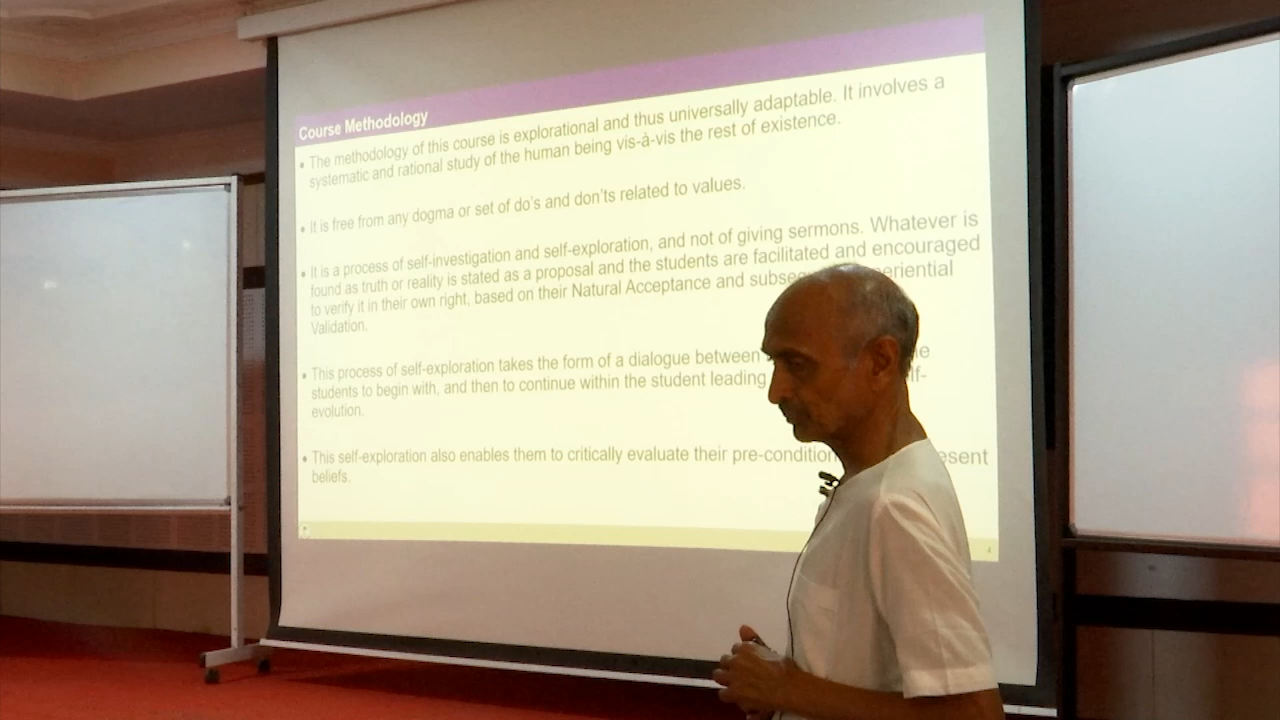 Course Methodology
• The methodology of this course is explorational and thus universally adaptable. It involves a
systematic and rational study of the human being vis-à-vis the rest of existence.
• It is free from any dogma or set of do's and don'ts related to values.
• It is a process of self-investigation and self-exploration, and not of giving sermons. Whatever is
found as truth or reality is stated as a proposal and the students are facilitated and encouraged
to verify it in their own right, based on their Natural Acceptance and
Validation.
• This process of self-exploration takes the form of a dialogue between
students to begin with, and then to continue within the student leading
evolution.
• This self-exploration also enables them to critically evaluate their
beliefs.